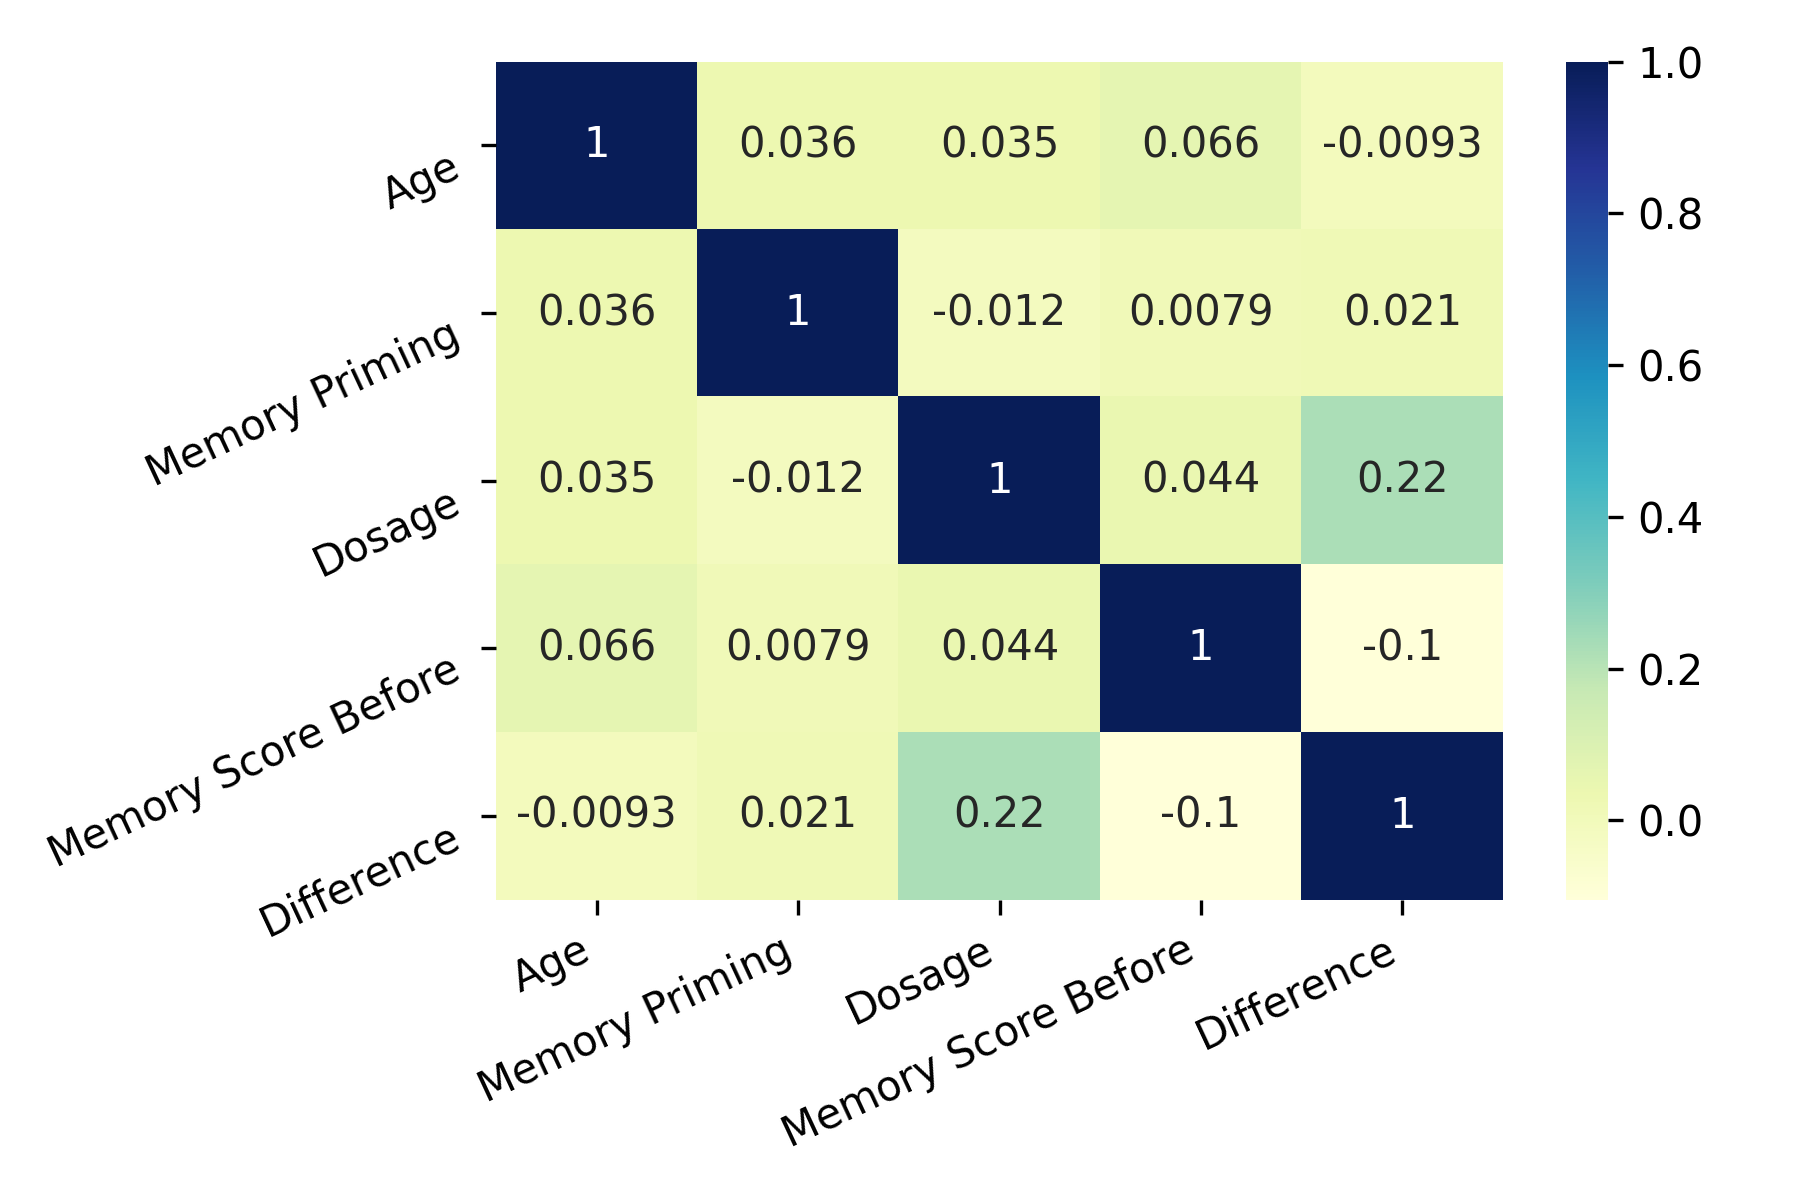 Age 1 0.036 0.035 0.066 -0.0093
Memory Priming 0.036 1 -0.012 0.0079 0.021
Dosage 0.035 -0.012 1 0.044 0.22
Memory Score Before 0.066 0.0079 0.044 1 -0.1
Difference -0.0093 0.021 0.22 -0.1 1
Age
Memory Priming
Dosage
Memory Score Before
Difference
1.0
0.8
0.6
0.4
0.2
0.0